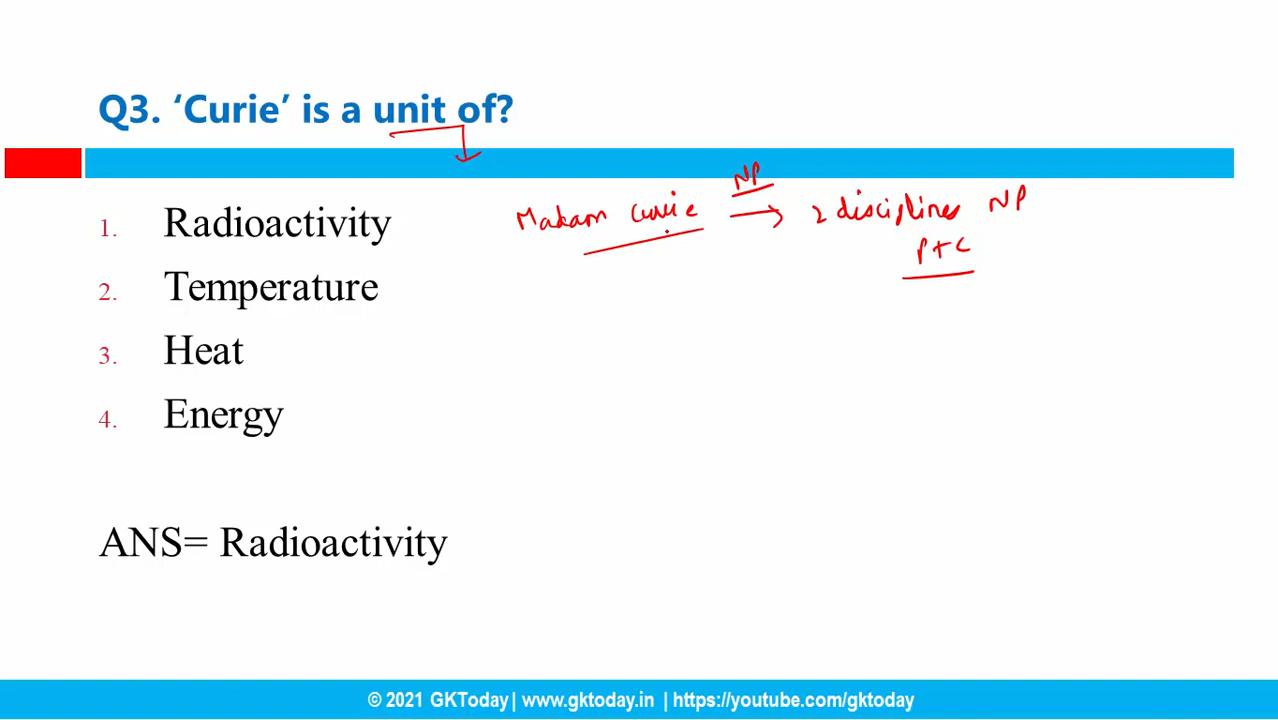 Q3. ‘Curie’ is a unit of?
1. Radioactivity
2. Temperature
3. Heat
4. Energy
Madam Curie
NP
2 disciplines NP
P+C
ANS= Radioactivity
© 2021 GKToday| www.gktoday.in | https://youtube.com/gktoday